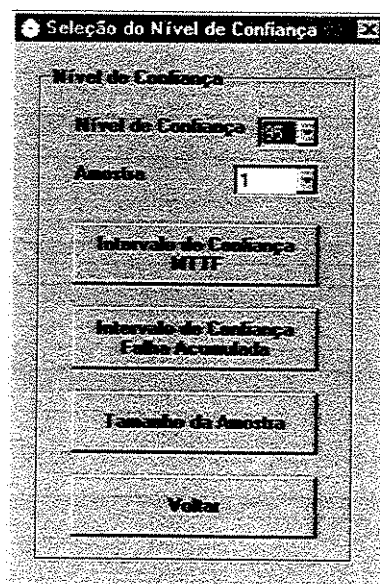 Seleção do Nível de Confiança
Nível de Confiança
Nível de Confiança
Amostra
1
Intervalo de Confiança
MTTF
Intervalo de Confiança
Falha Acumulada
Tamanho da Amostra
Voltar